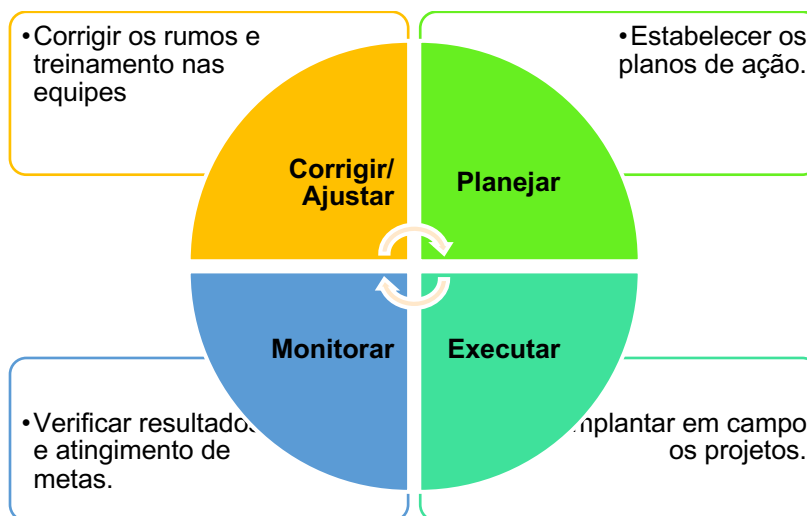 •Corrigir os rumos e
treinamento nas
equipes
•Estabelecer os
planos de ação.
Corrigir/
Ajustar
Planejar
Monitorar
Executar
•Verificar resultados
e atingimento de
metas.
mplantar em campo
os projetos.